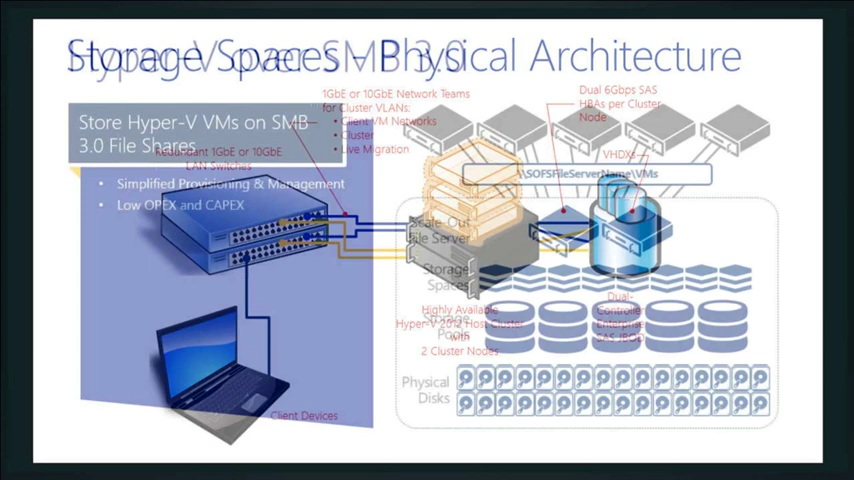 Storage Spaces – Physical Architecture
Hyper-V over SMB 3.0
1GbE or 10GbE Network Teams
for Cluster VLANs:
• Client VM Networks
• Cluster
• Live Migration
Dual 6Gbps SAS
HBAs per Cluster
Node
Store Hyper-V VMs on SMB
3.0 File Shares
Redundant 1GbE or 10GbE
LAN Switches
• Simplified Provisioning & Management
• Low OPEX and CAPEX
VHDXs
\\SOFSFileServerName\VMs
Scale-Out
File Server
Storage
Spaces
Highly Available
Hyper-V 2012 Host Cluster
with
2 Cluster Nodes
Storage
Pools
Dual-
Controller
Enterprise
SAS JBOD
Physical
Disks
Client Devices